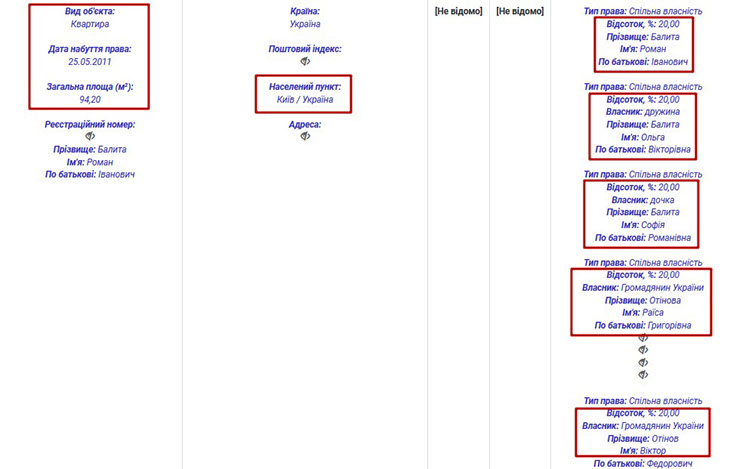 Вид об'єкта:
Квартира
Дата набуття права:
25.05.2011
Загальна площа (м²):
94,20
Реєстраційний номер:
Прізвище: Балита
Ім'я: Роман
По батькові: Іванович
Країна:
Україна
Поштовий індекс:
Населений пункт:
Київ / Україна
Адреса:
[Не відомо]
[Не відомо]
Тип права: Спільна власність
Відсоток, %: 20,00
Прізвище: Балита
Ім'я: Роман
По батькові: Іванович
Тип права: Спільна власність
Відсоток, %: 20,00
Власник: дружина
Прізвище: Балита
Ім'я: Ольга
По батькові: Вікторівна
Тип права: Спільна власність
Відсоток, %: 20,00
Власник: дочка
Прізвище: Балита
Ім'я: Софія
По батькові: Романівна
Тип права: Спільна власність
Відсоток, %: 20,00
Власник: Громадянин України
Прізвище: Отінова
Ім'я: Раїса
По батькові: Григорівна
Тип права: Спільна власність
Відсоток, %: 20,00
Власник: Громадянин України
Прізвище: Отінов
Ім'я: Віктор
По батькові: Федорович